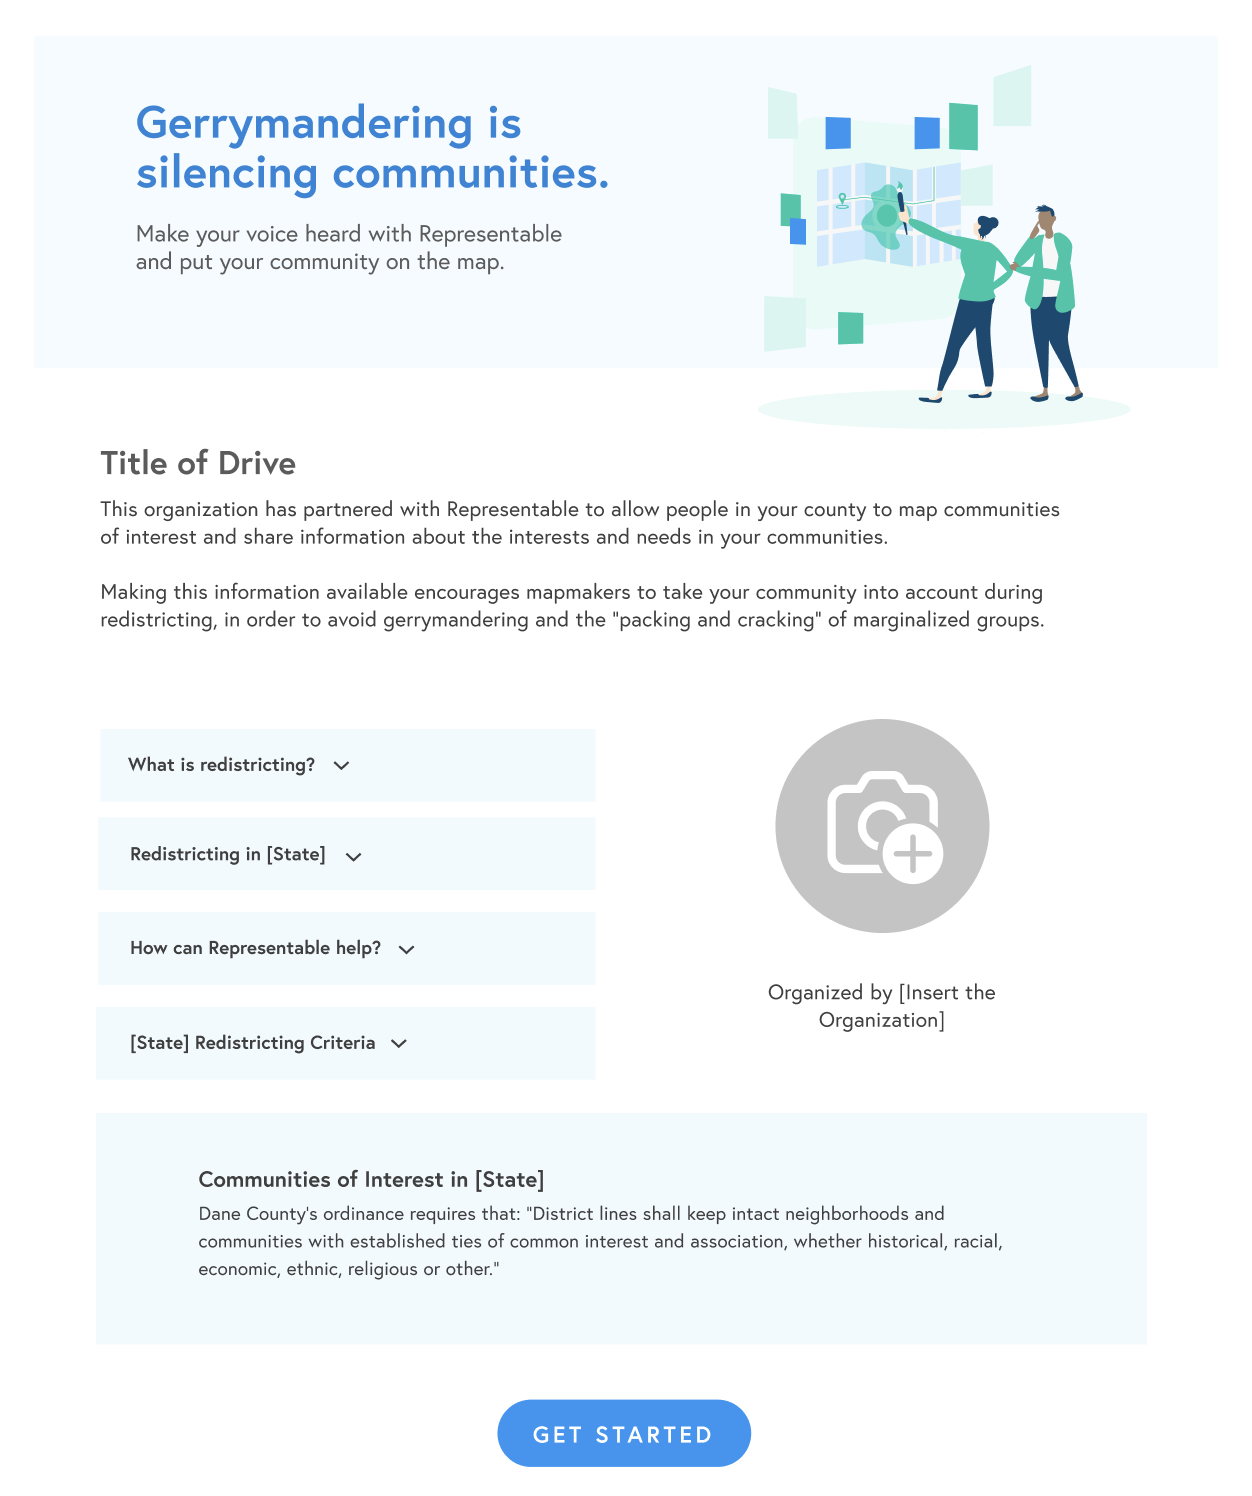 Gerrymandering is
silencing communities.
Make your voice heard with Representable
and put your community on the map.
Title of Drive
This organization has partnered with Representable to allow people in your county to map communities
of interest and share information about the interests and needs in your communities.
Making this information available encourages mapmakers to take your community into account during
redistricting, in order to avoid gerrymandering and the "packing and cracking" of marginalized groups.
What is redistricting?
Redistricting in [State]
How can Representable help?
[State] Redistricting Criteria
Organized by [Insert the
Organization]
Communities of Interest in [State]
Dane County's ordinance requires that: "District lines shall keep intact neighborhoods and
communities with established ties of common interest and association, whether historical, racial,
economic, ethnic, religious or other."
GET STARTED